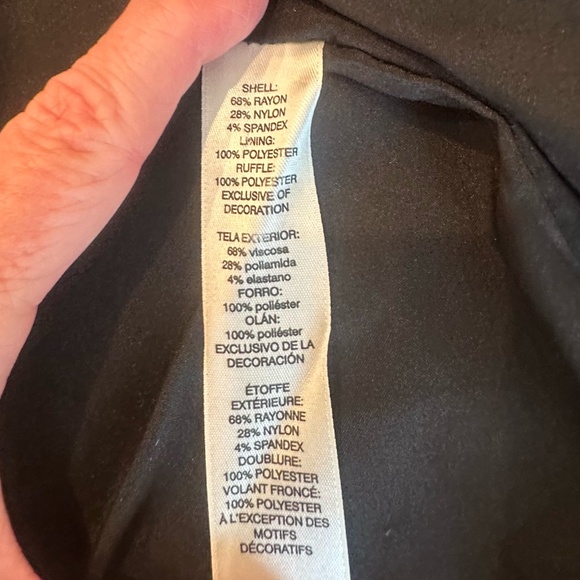 SHELL:
68% RAYON
28% NYLON
4% SPANDEX
LINING:
100% POLYESTER
RUFFLE:
100% POLYESTER
EXCLUSIVE OF
DECORATION
TELA EXTERIOR:
68% viscosa
28% poliamida
4% elastano
FORRO:
100% poliéster
OLÁN:
100% poliéster
EXCLUSIVO DE LA
DECORACIÓN
ÉTOFFE
EXTÉRIEURE:
68% RAYONNE
28% NYLON
4% SPANDEX
DOUBLURE:
100% POLYESTER
VOLANT FRONCÉ:
100% POLYESTER
À L'EXCEPTION DES
MOTIFS
DÉCORATIFS